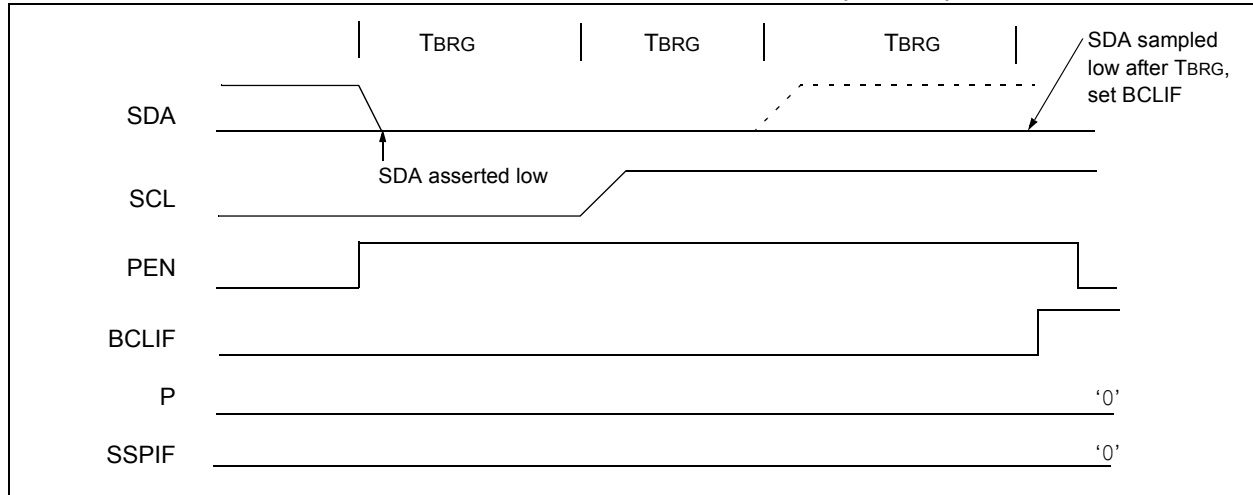 TBRG
TBRG
TBRG
SDA sampled
low after TBRG,
set BCLIF
SDA
SDA asserted low
SCL
PEN
BCLIF
P
‘0’
SSPIF
‘0’